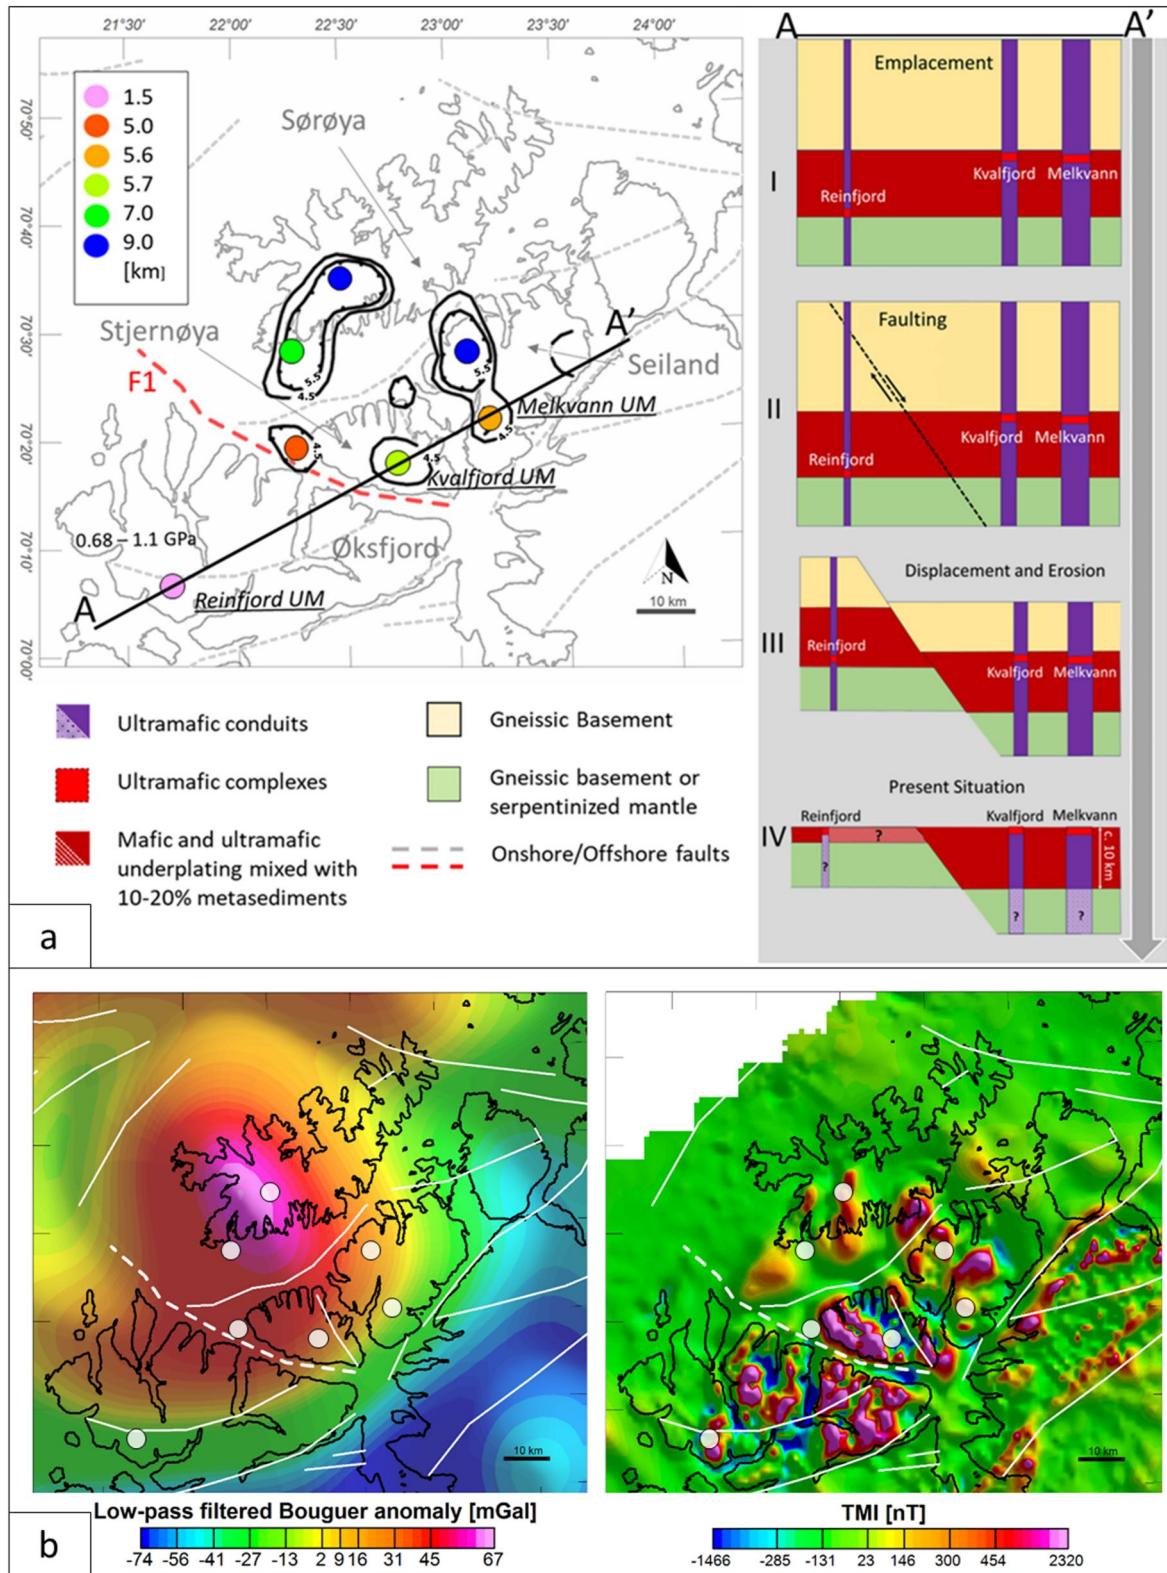 21°30' 22°00' 22°30' 23°00' 23°30' 24°00'
70°50'
70°40'
70°30'
70°20'
70°10'
70°00'
1.5
5.0
5.6
5.7
7.0
9.0
[km]
Sørøya
Stjernøya
F1
5.5
4.5
5.5
4.5
4.5
4.5
A'
Seiland
Melkvann UM
Kvalfjord UM
0.68 – 1.1 GPa
Øksfjord
A
Reinfjord UM
N
10 km
Ultramafic conduits
Ultramafic complexes
Mafic and ultramafic
underplating mixed with
10-20% metasediments
Gneissic Basement
Gneissic basement or
serpentinized mantle
Onshore/Offshore faults
a
A A'
Emplacement
I
Kvalfjord Melkvann
Reinfjord
Faulting
II
Kvalfjord Melkvann
Reinfjord
Displacement and Erosion
III
Reinfjord
Kvalfjord Melkvann
Present Situation
IV
Reinfjord Kvalfjord Melkvann
?
c. 10 km
? ? ?
10 km
10 km
b
Low-pass filtered Bouguer anomaly [mGal]
-74 -56 -41 -27 -13 2 9 16 31 45 67
TMI [nT]
-1466 -285 -131 23 146 300 454 2320